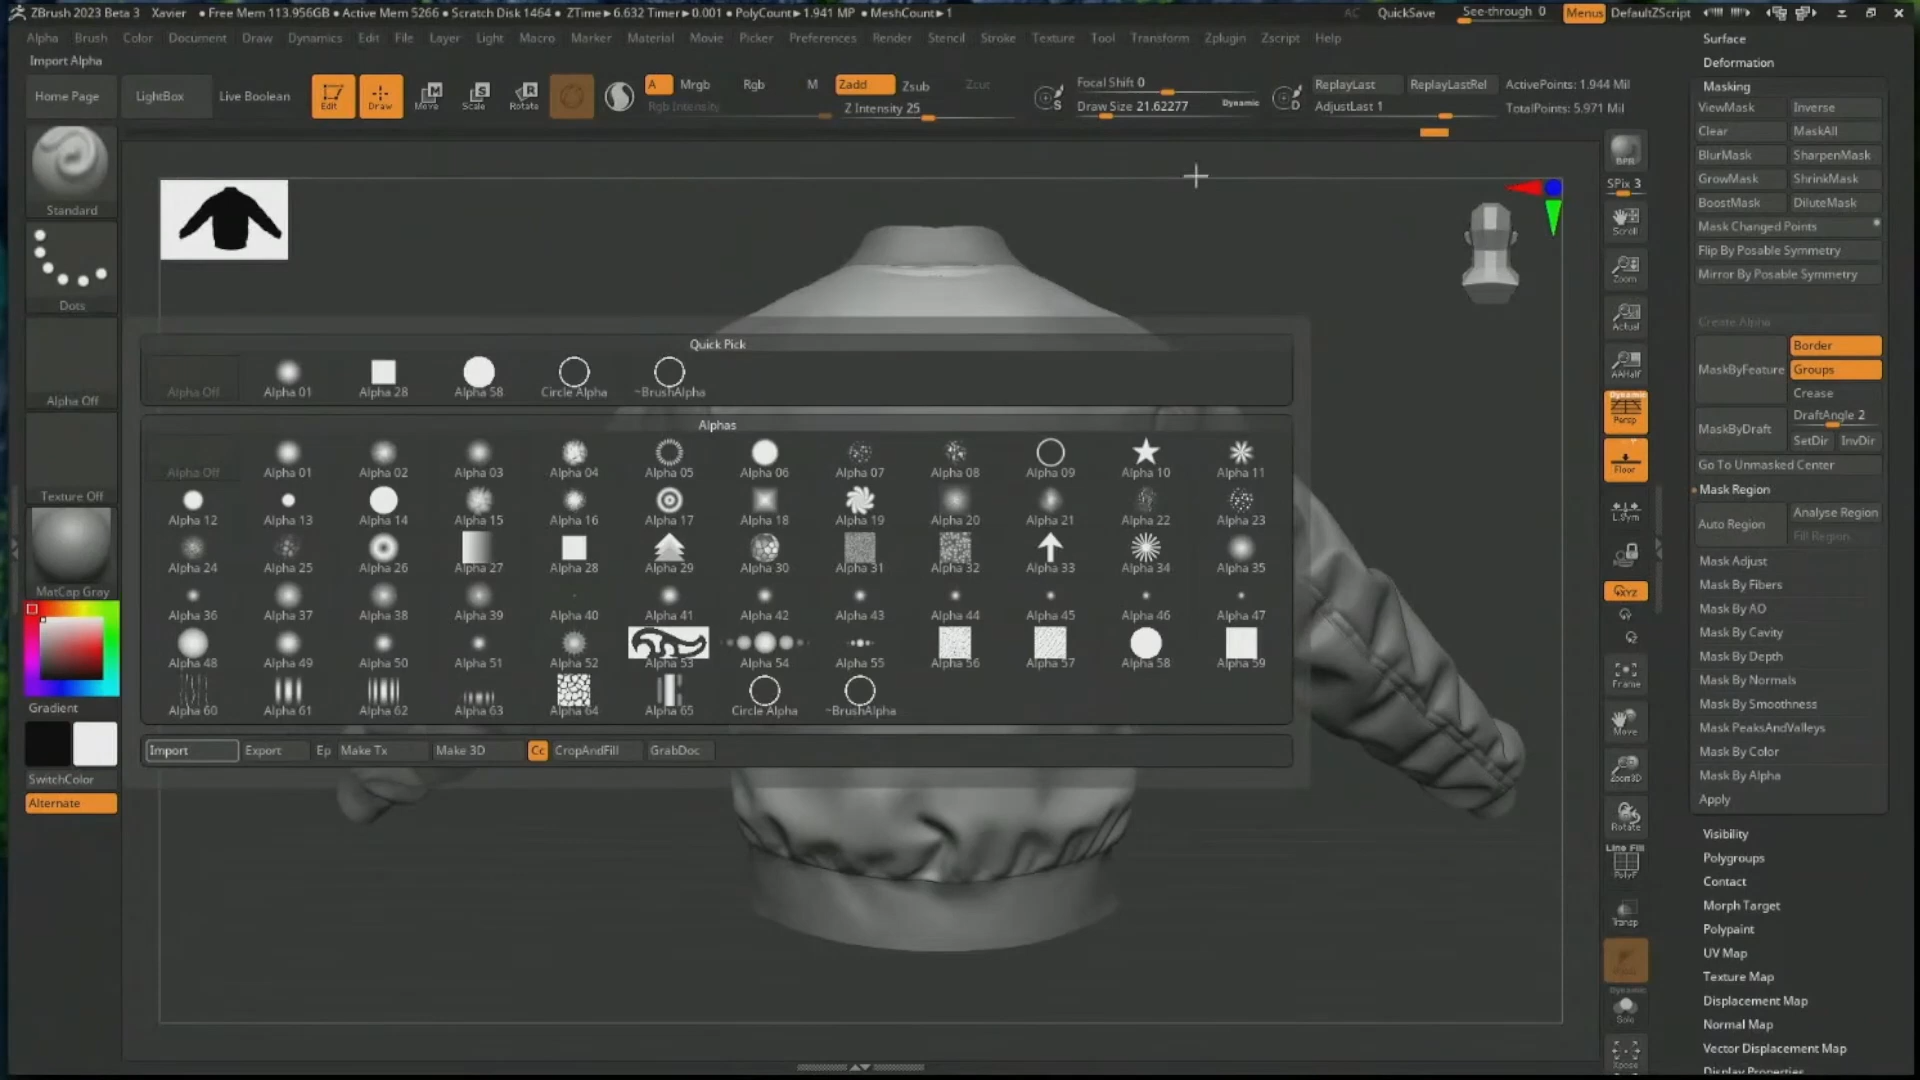 ZBrush 2023 Beta 3 Xavier • Free Mem 113.956GB • Active Mem 5266 • Scratch Disk 1464 • ZTime▸6.632 Timer▸0.001 • PolyCount▸1.941 MP • MeshCount▸1 AC QuickSave See-through 0 Menus DefaultZScript
Alpha Brush Color Document Draw Dynamics Edit File Layer Light Macro Marker Material Movie Picker Preferences Render Stencil Stroke Texture Tool Transform Zplugin Zscript Help
Import Alpha
Home Page LightBox Live Boolean Edit Draw Move Scale Rotate A Mrgb Rgb M Zadd Zsub Zcut
Rgb Intensity Z Intensity 25
Focal Shift 0
Draw Size 21.62277 Dynamic
ReplayLast ReplayLastRel ActivePoints: 1.944 Mil
AdjustLast 1 TotalPoints: 5.971 Mil
Standard
Dots
Alpha Off
Texture Off
MatCap Gray
Gradient
SwitchColor
Alternate
Quick Pick
Alpha Off Alpha 01 Alpha 28 Alpha 58 Circle Alpha ~BrushAlpha
Alphas
Alpha Off Alpha 01 Alpha 02 Alpha 03 Alpha 04 Alpha 05 Alpha 06 Alpha 07 Alpha 08 Alpha 09 Alpha 10 Alpha 11
Alpha 12 Alpha 13 Alpha 14 Alpha 15 Alpha 16 Alpha 17 Alpha 18 Alpha 19 Alpha 20 Alpha 21 Alpha 22 Alpha 23
Alpha 24 Alpha 25 Alpha 26 Alpha 27 Alpha 28 Alpha 29 Alpha 30 Alpha 31 Alpha 32 Alpha 33 Alpha 34 Alpha 35
Alpha 36 Alpha 37 Alpha 38 Alpha 39 Alpha 40 Alpha 41 Alpha 42 Alpha 43 Alpha 44 Alpha 45 Alpha 46 Alpha 47
Alpha 48 Alpha 49 Alpha 50 Alpha 51 Alpha 52 Alpha 53 Alpha 54 Alpha 55 Alpha 56 Alpha 57 Alpha 58 Alpha 59
Alpha 60 Alpha 61 Alpha 62 Alpha 63 Alpha 64 Alpha 65 Circle Alpha ~BrushAlpha
Import Export Ep Make Tx Make 3D Cc CropAndFill GrabDoc
BPR
SPix 3
Scroll
Zoom
Actual
AAHalf
Dynamic
Persp
Floor
L.Sym
XYZ
Frame
Move
Zoom3D
Rotate
Line Fill
PolyF
Transp
Dynamic
Solo
Xpose
Surface
Deformation
Masking
ViewMask Inverse
Clear MaskAll
BlurMask SharpenMask
GrowMask ShrinkMask
BoostMask DiluteMask
Mask Changed Points
Flip By Posable Symmetry
Mirror By Posable Symmetry
Create Alpha
MaskByFeature Border
Groups
Crease
MaskByDraft DraftAngle 2
SetDir InvDir
Go To Unmasked Center
Mask Region
Auto Region Analyse Region
Fill Region
Mask Adjust
Mask By Fibers
Mask By AO
Mask By Cavity
Mask By Depth
Mask By Normals
Mask By Smoothness
Mask PeaksAndValleys
Mask By Color
Mask By Alpha
Apply
Visibility
Polygroups
Contact
Morph Target
Polypaint
UV Map
Texture Map
Displacement Map
Normal Map
Vector Displacement Map
Display Properties